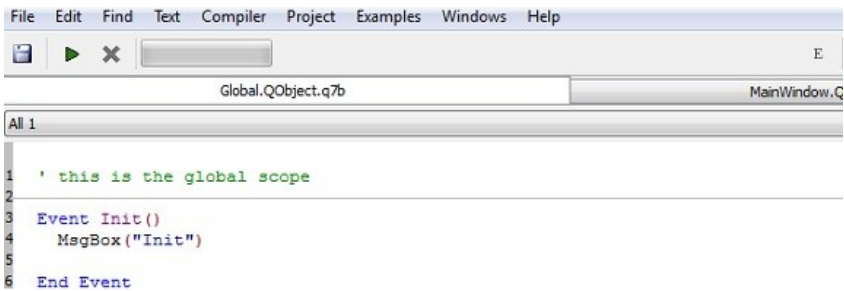 File Edit Find Text Compiler Project Examples Windows Help
E
Global.QObject.q7b MainWindow.Q
All 1
1 ' this is the global scope
2
3 Event Init()
4 MsgBox("Init")
5
6 End Event